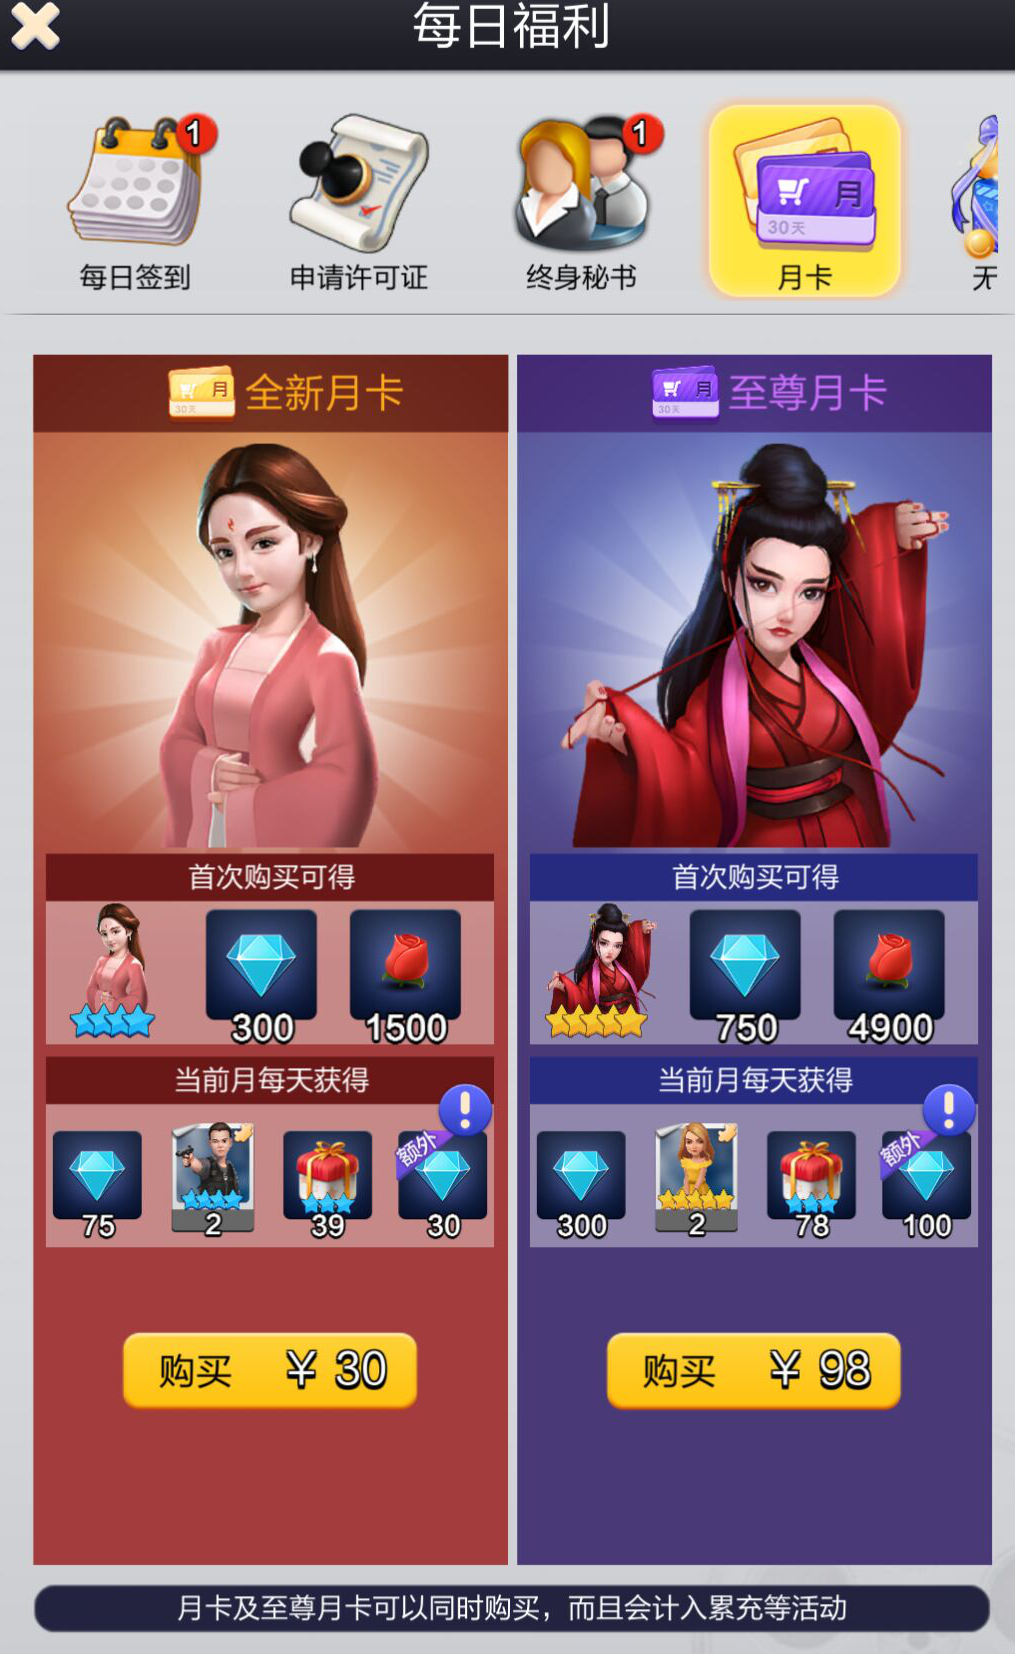 每日福利
1
1
月
30天
每日签到
申请许可证
终身秘书
月卡
无
月
30天
全新月卡
月
30天
至尊月卡
首次购买可得
300
1500
首次购买可得
750
4900
当前月每天获得
额外
75
2
39
30
当前月每天获得
额外
300
2
78
100
购买 ¥ 30
购买 ¥ 98
月卡及至尊月卡可以同时购买，而且会计入累充等活动